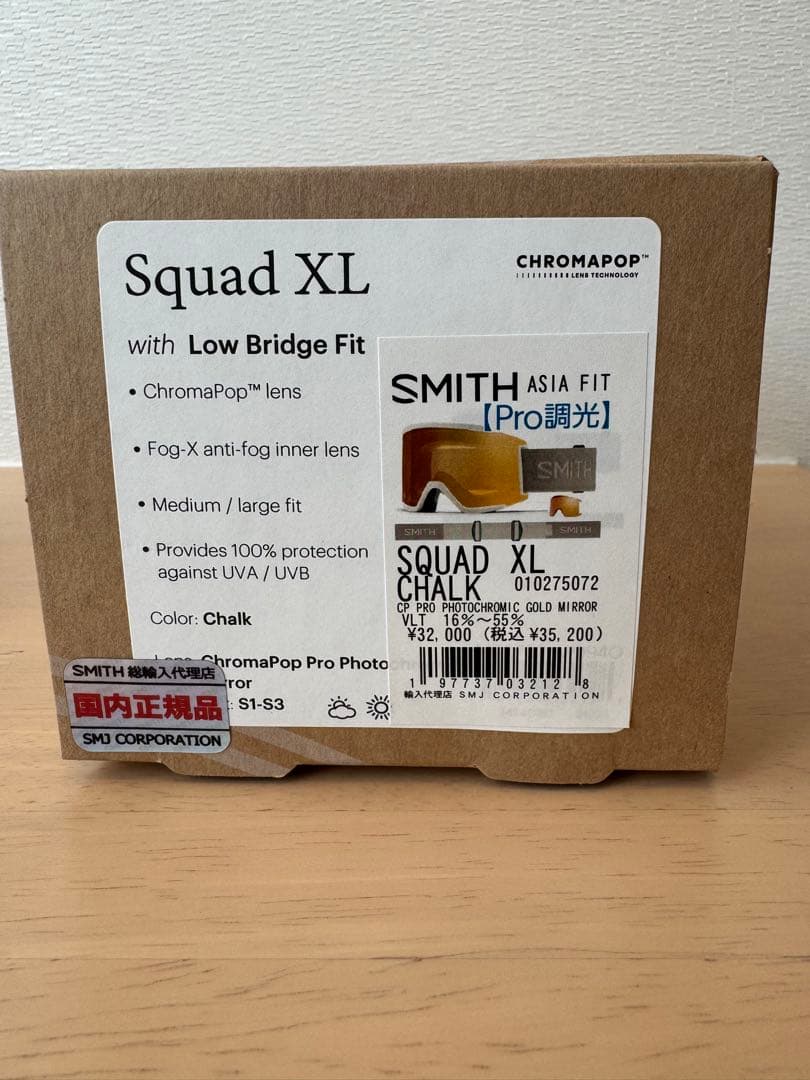 Squad XL
CHROMAPOP™
LENS TECHNOLOGY
with Low Bridge Fit
• ChromaPop™ lens
• Fog-X anti-fog inner lens
• Medium / large fit
• Provides 100% protection
against UVA / UVB
Color: Chalk
ChromaPop Pro Photo
ror
: S1-S3
SMITH ASIA FIT
【Pro調光】
SMITH
SMITH SMITH
SQUAD XL
CHALK 010275072
CP PRO PHOTOCHROMIC GOLD MIRROR
VLT 16%～55%
¥32,000 (税込¥35,200)
1 97737 03212 8
輸入代理店 SMJ CORPORATION
SMITH 総輸入代理店
国内正規品
SMJ CORPORATION